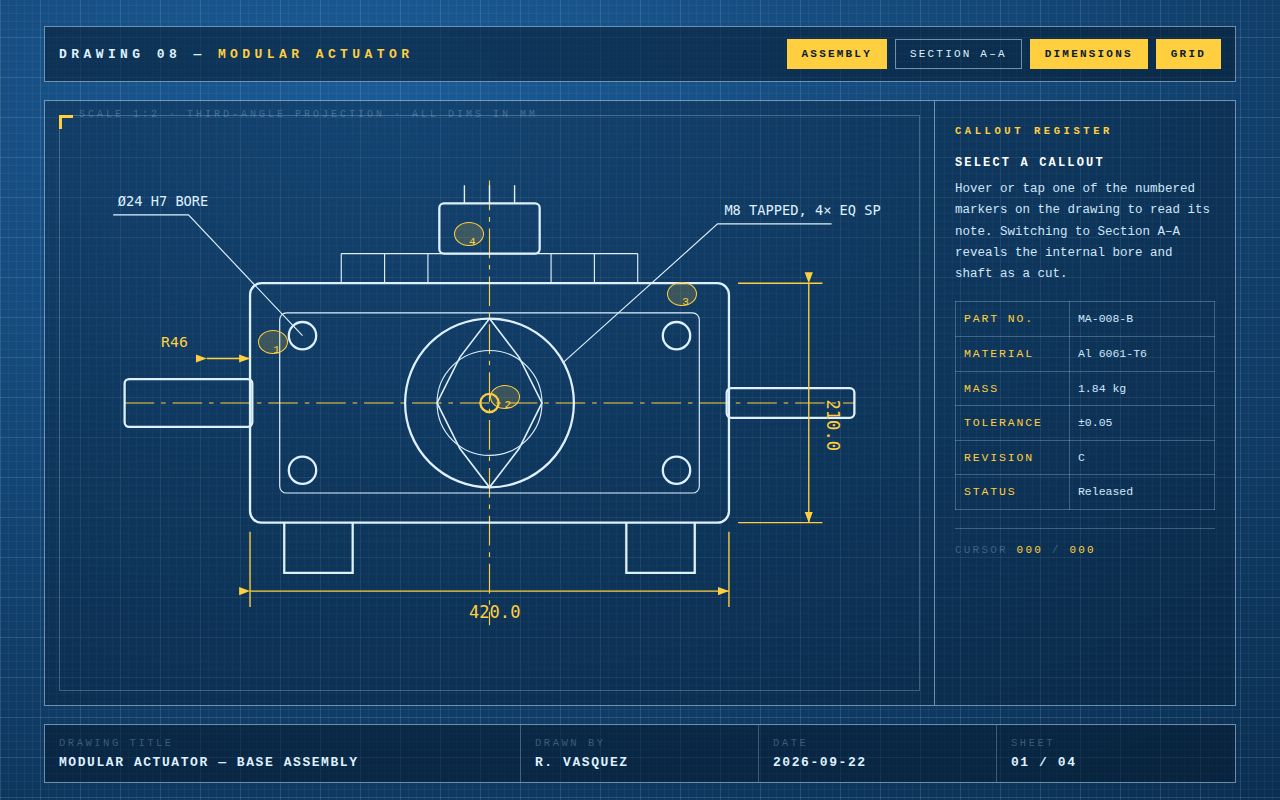 DRAWING 08 — MODULAR ACTUATOR
ASSEMBLY
SECTION A–A
DIMENSIONS
GRID
SCALE 1:2 · THIRD-ANGLE PROJECTION · ALL DIMS IN MM
Ø24 H7 BORE
M8 TAPPED, 4× EQ SP
4
3
R46
1
2
210.0
420.0
CALLOUT REGISTER
SELECT A CALLOUT
Hover or tap one of the numbered
markers on the drawing to read its
note. Switching to Section A–A
reveals the internal bore and
shaft as a cut.
PART NO. MA-008-B
MATERIAL Al 6061-T6
MASS 1.84 kg
TOLERANCE ±0.05
REVISION C
STATUS Released
CURSOR 000 / 000
DRAWING TITLE
MODULAR ACTUATOR — BASE ASSEMBLY
DRAWN BY
R. VASQUEZ
DATE
2026-09-22
SHEET
01 / 04